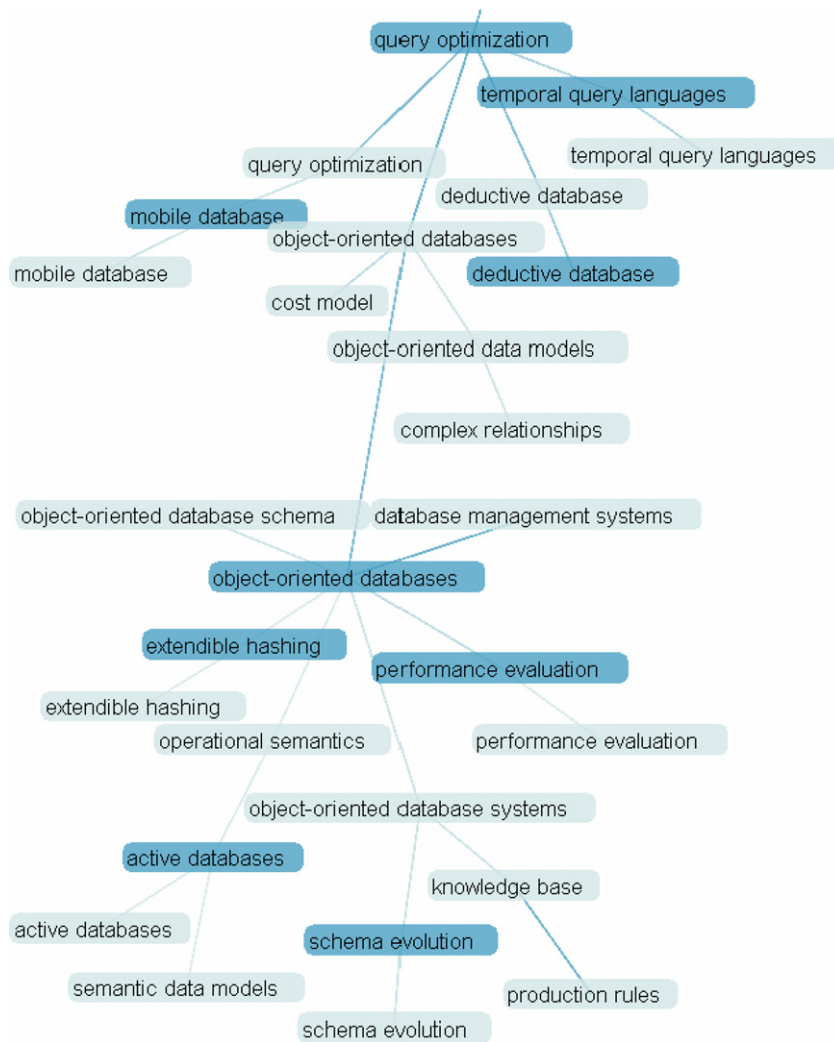 query optimization
temporal query languages
temporal query languages
query optimization
deductive database
mobile database
object-oriented databases
mobile database
deductive database
cost model
object-oriented data models
complex relationships
object-oriented database schema
database management systems
object-oriented databases
extendible hashing
performance evaluation
extendible hashing
operational semantics
performance evaluation
object-oriented database systems
active databases
knowledge base
active databases
schema evolution
semantic data models
production rules
schema evolution